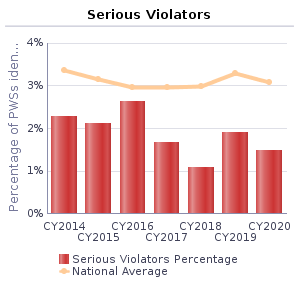 Serious Violators
Percentage of PWSs iden...
4%
3%
2%
1%
0%
CY2014
CY2015
CY2016
CY2017
CY2018
CY2019
CY2020
Serious Violators Percentage
National Average